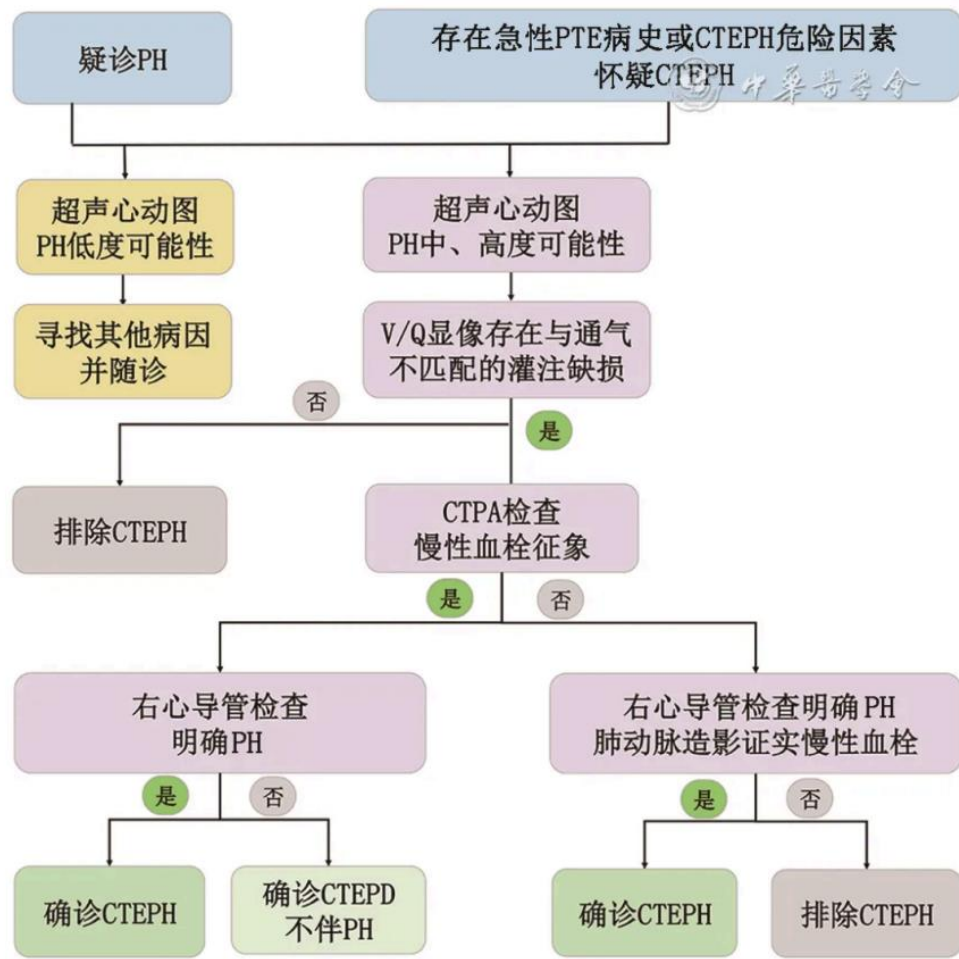 疑诊PH
存在急性PTE病史或CTEPH危险因素
怀疑CTEPH
中华医学会
超声心动图
PH低度可能性
超声心动图
PH中、高度可能性
寻找其他病因
并随诊
V/Q显像存在与通气
不匹配的灌注缺损
否
是
排除CTEPH
CTPA检查
慢性血栓征象
是
否
右心导管检查
明确PH
右心导管检查明确PH
肺动脉造影证实慢性血栓
是
否
是
否
确诊CTEPH
确诊CTEPD
不伴PH
确诊CTEPH
排除CTEPH